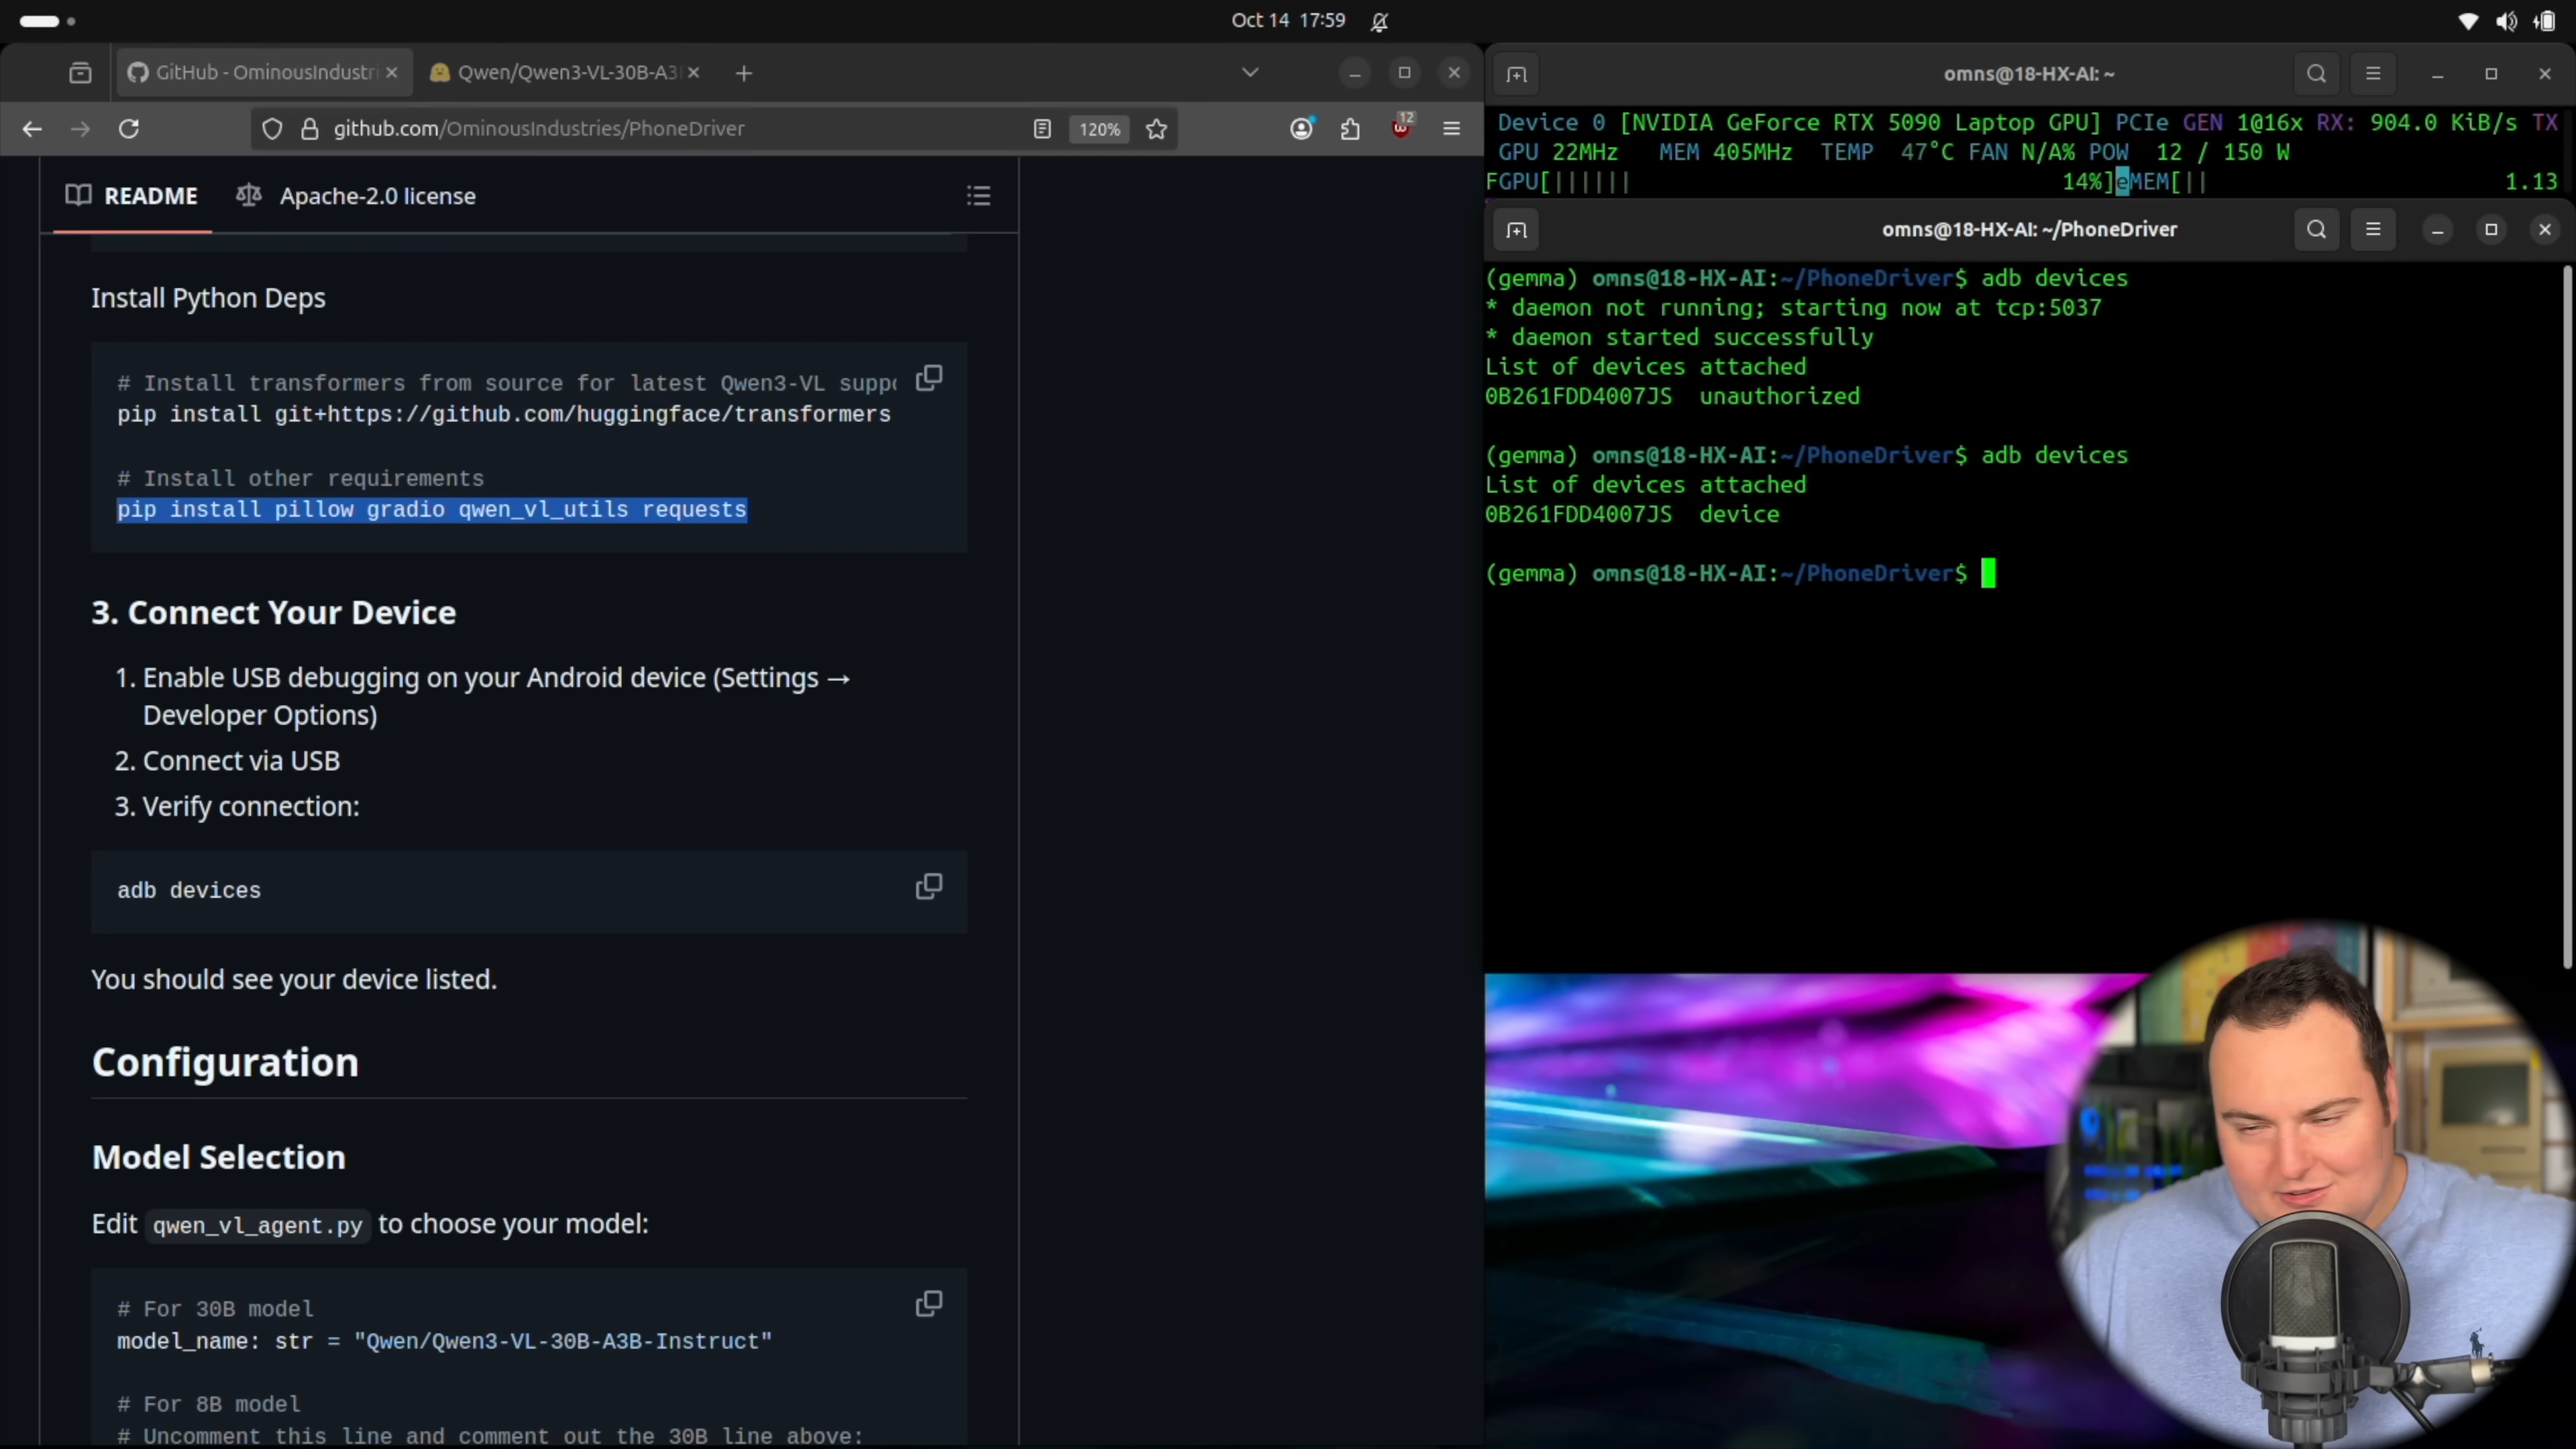 Oct 14 17:59
GitHub - OminousIndustri
Qwen/Qwen3-VL-30B-A3
github.com/OminousIndustries/PhoneDriver
120%
12
README
Apache-2.0 license
Install Python Deps
# Install transformers from source for latest Qwen3-VL suppo
pip install git+https://github.com/huggingface/transformers
# Install other requirements
pip install pillow gradio qwen_vl_utils requests
3. Connect Your Device
1. Enable USB debugging on your Android device (Settings →
Developer Options)
2. Connect via USB
3. Verify connection:
adb devices
You should see your device listed.
Configuration
Model Selection
Edit qwen_vl_agent.py to choose your model:
# For 30B model
model_name: str = "Qwen/Qwen3-VL-30B-A3B-Instruct"
# For 8B model
# Uncomment this line and comment out the 30B line above:
omns@18-HX-AI: ~
Device 0 [NVIDIA GeForce RTX 5090 Laptop GPU] PCIe GEN 1@16x RX: 904.0 KiB/s TX
GPU 22MHz MEM 405MHz TEMP 47°C FAN N/A% POW 12 / 150 W
FGPU[|||||| 14%]eMEM[|| 1.13
omns@18-HX-AI: ~/PhoneDriver
(gemma) omns@18-HX-AI:~/PhoneDriver$ adb devices
* daemon not running; starting now at tcp:5037
* daemon started successfully
List of devices attached
0B261FDD4007JS unauthorized
(gemma) omns@18-HX-AI:~/PhoneDriver$ adb devices
List of devices attached
0B261FDD4007JS device
(gemma) omns@18-HX-AI:~/PhoneDriver$